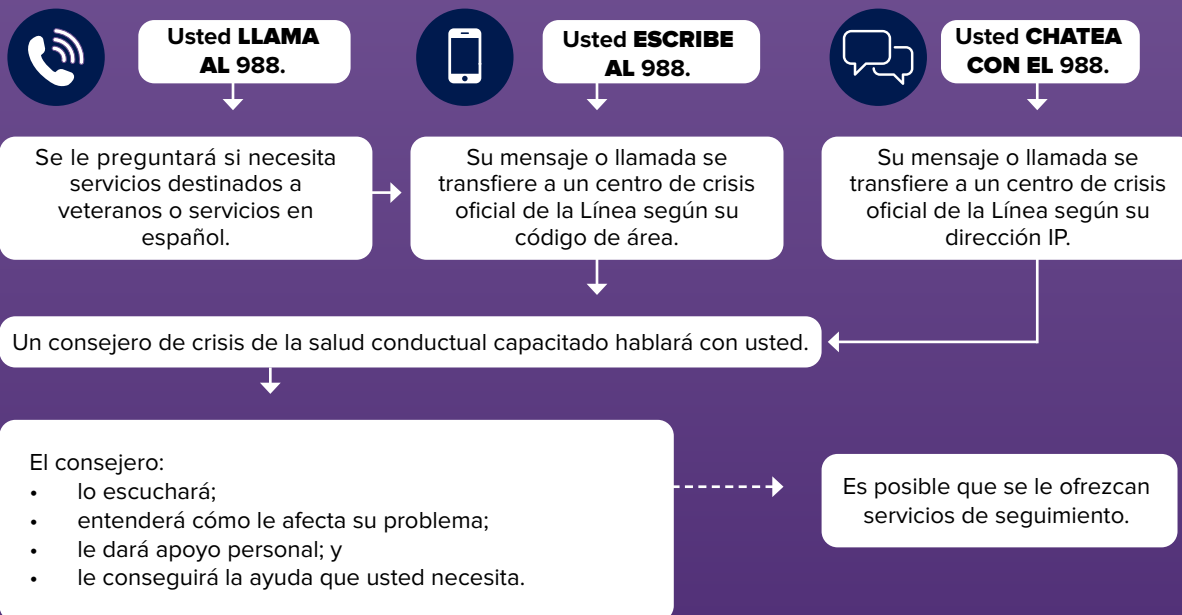 Usted LLAMA
AL 988.
Usted ESCRIBE
AL 988.
Usted CHATEA
CON EL 988.
Se le preguntará si necesita
servicios destinados a
veteranos o servicios en
español.
Su mensaje o llamada se
transfiere a un centro de crisis
oficial de la Línea según su
código de área.
Su mensaje o llamada se
transfiere a un centro de crisis
oficial de la Línea según su
dirección IP.
Un consejero de crisis de la salud conductual capacitado hablará con usted.
El consejero:
• lo escuchará;
• entenderá cómo le afecta su problema;
• le dará apoyo personal; y
• le conseguirá la ayuda que usted necesita.
Es posible que se le ofrezcan
servicios de seguimiento.